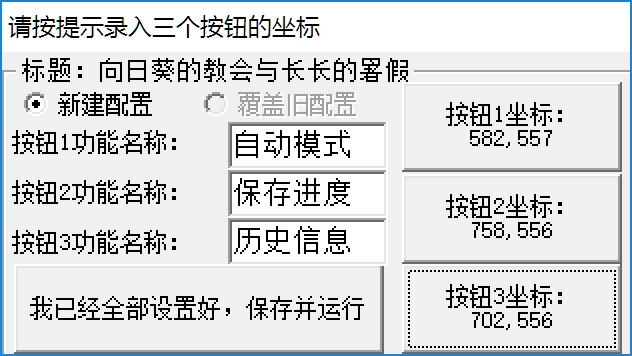 请按提示录入三个按钮的坐标
标题：向日葵的教会与长长的暑假
新建配置
覆盖旧配置
按钮1功能名称：
自动模式
按钮2功能名称：
保存进度
按钮3功能名称：
历史信息
我已经全部设置好，保存并运行
按钮1坐标：
582,557
按钮2坐标：
758,556
按钮3坐标：
702,556